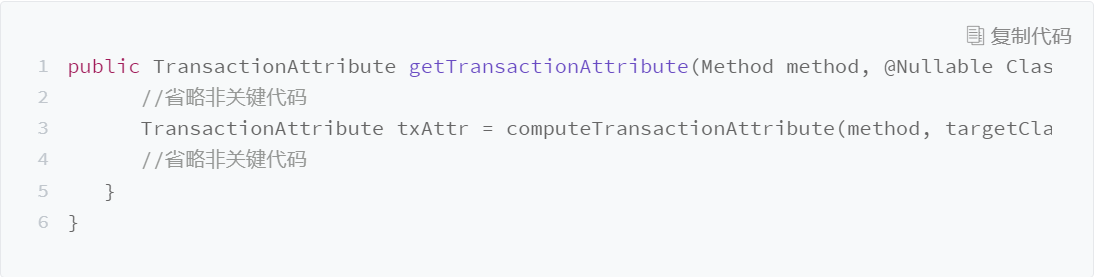 复制代码
1 public TransactionAttribute getTransactionAttribute(Method method, @Nullable Clas
2 //省略非关键代码
3 TransactionAttribute txAttr = computeTransactionAttribute(method, targetCla
4 //省略非关键代码
5 }
6 }